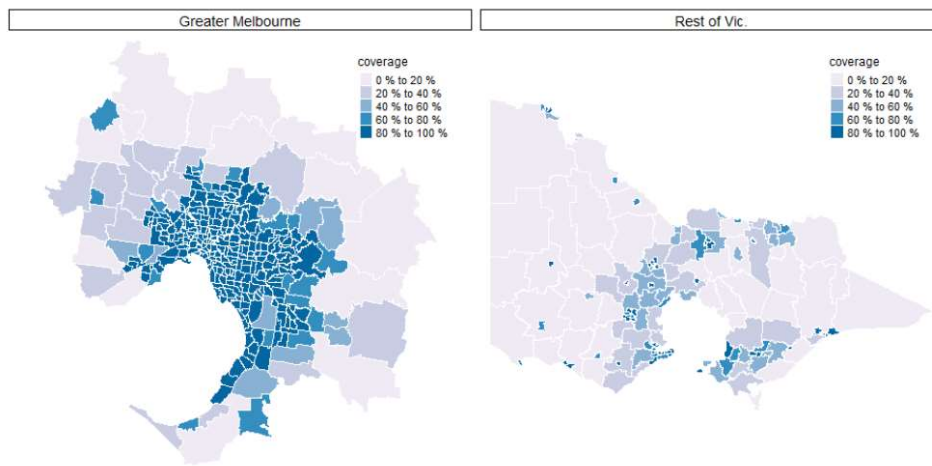 Greater Melbourne
coverage
0 % to 20 %
20 % to 40 %
40 % to 60 %
60 % to 80 %
80 % to 100 %
Rest of Vic.
coverage
0 % to 20 %
20 % to 40 %
40 % to 60 %
60 % to 80 %
80 % to 100 %